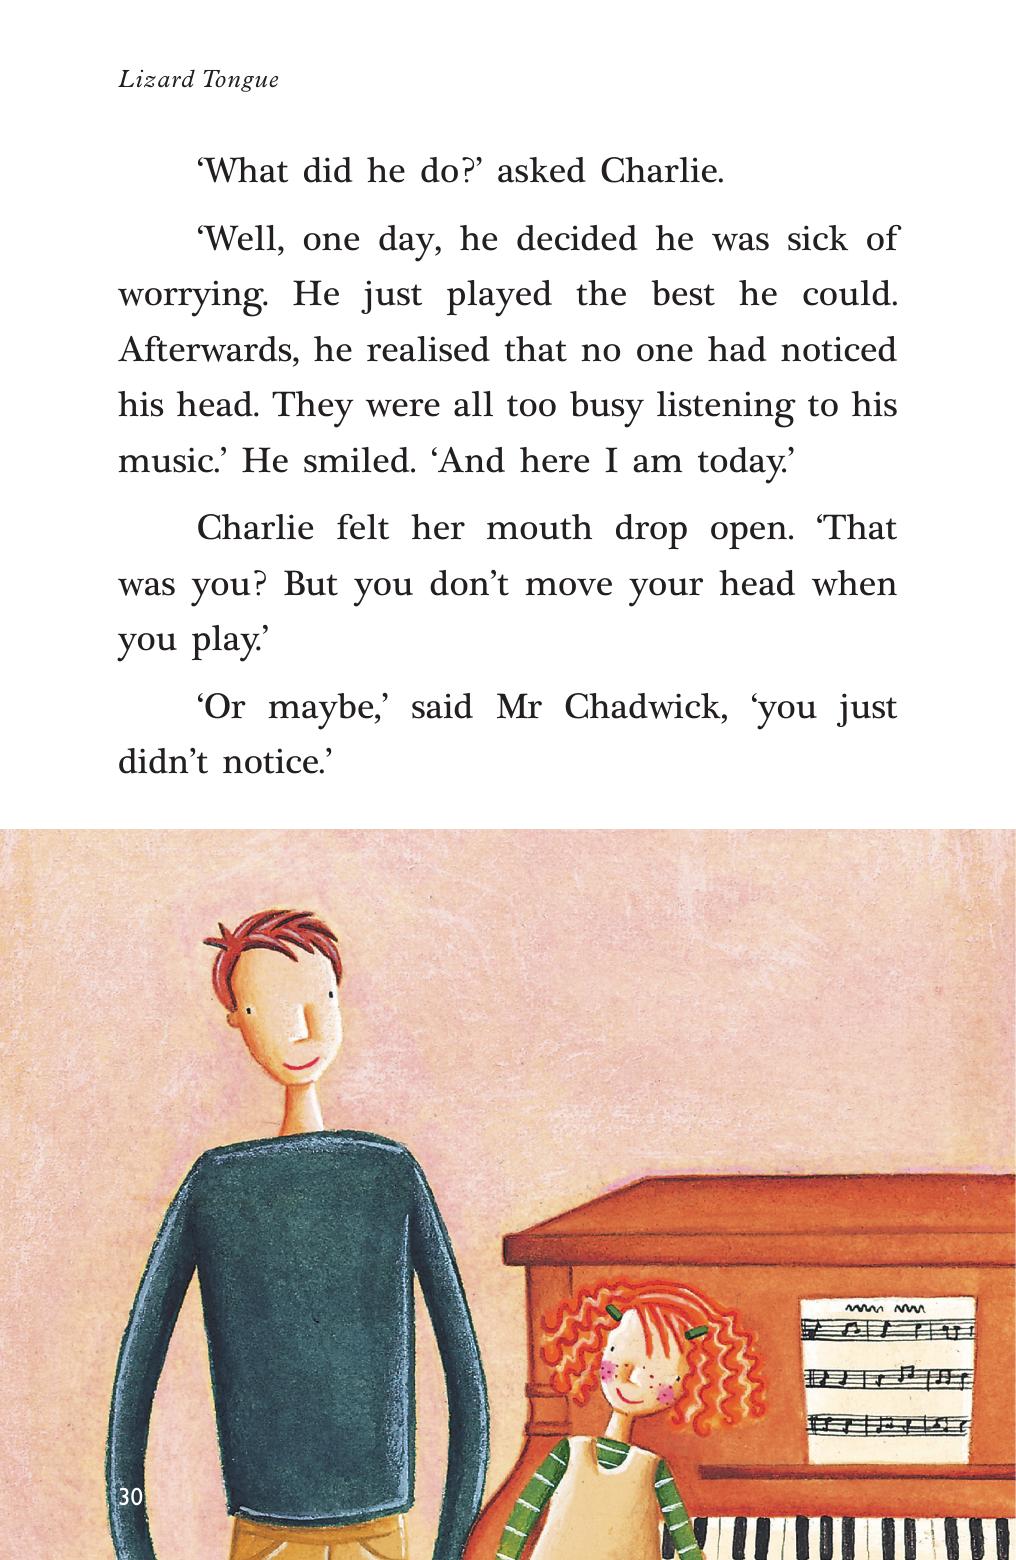 Lizard Tongue
‘What did he do?’ asked Charlie.
‘Well, one day, he decided he was sick of
worrying. He just played the best he could.
Afterwards, he realised that no one had noticed
his head. They were all too busy listening to his
music.’ He smiled. ‘And here I am today.’
Charlie felt her mouth drop open. ‘That
was you? But you don’t move your head when
you play.’
‘Or maybe,’ said Mr Chadwick, ‘you just
didn’t notice.’
30